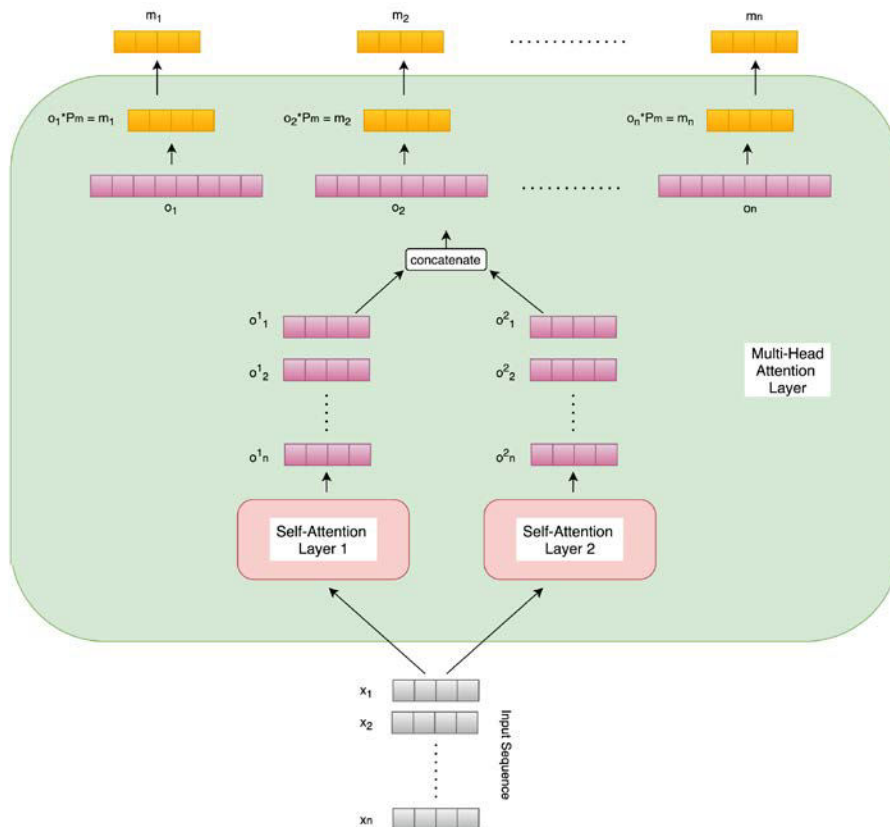 m₁ m₂ mₙ
o₁*Pₘ = m₁ o₂*Pₘ = m₂ oₙ*Pₘ = mₙ
o₁ o₂ oₙ
concatenate
o¹₁ o²₁
o¹₂ o²₂
Multi-Head
Attention
Layer
o¹ₙ o²ₙ
Self-Attention
Layer 1
Self-Attention
Layer 2
x₁
x₂
Input Sequence
xₙ